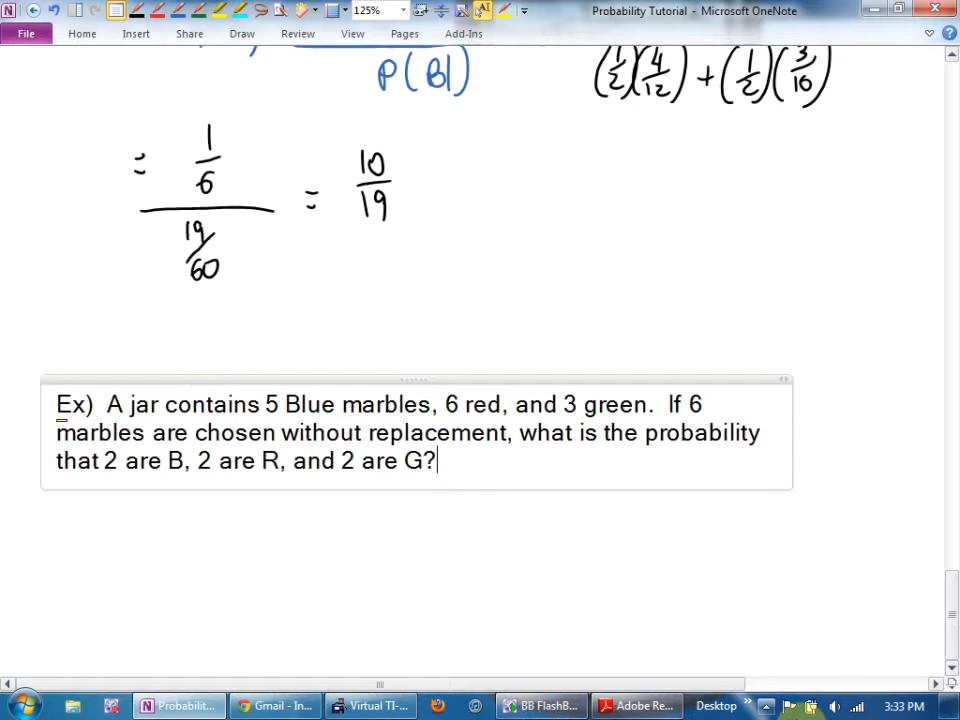 125%
Probability Tutorial - Microsoft OneNote
File Home Insert Share Draw Review View Pages Add-Ins
P(B) (1/2)(4/12) + (1/2)(3/10)
= 1/6 / 19/60 = 10/19
Ex) A jar contains 5 Blue marbles, 6 red, and 3 green. If 6
marbles are chosen without replacement, what is the probability
that 2 are B, 2 are R, and 2 are G?
Probabilit... Gmail - In... Virtual TI-... BB FlashB... Adobe Re... Desktop » 3:33 PM